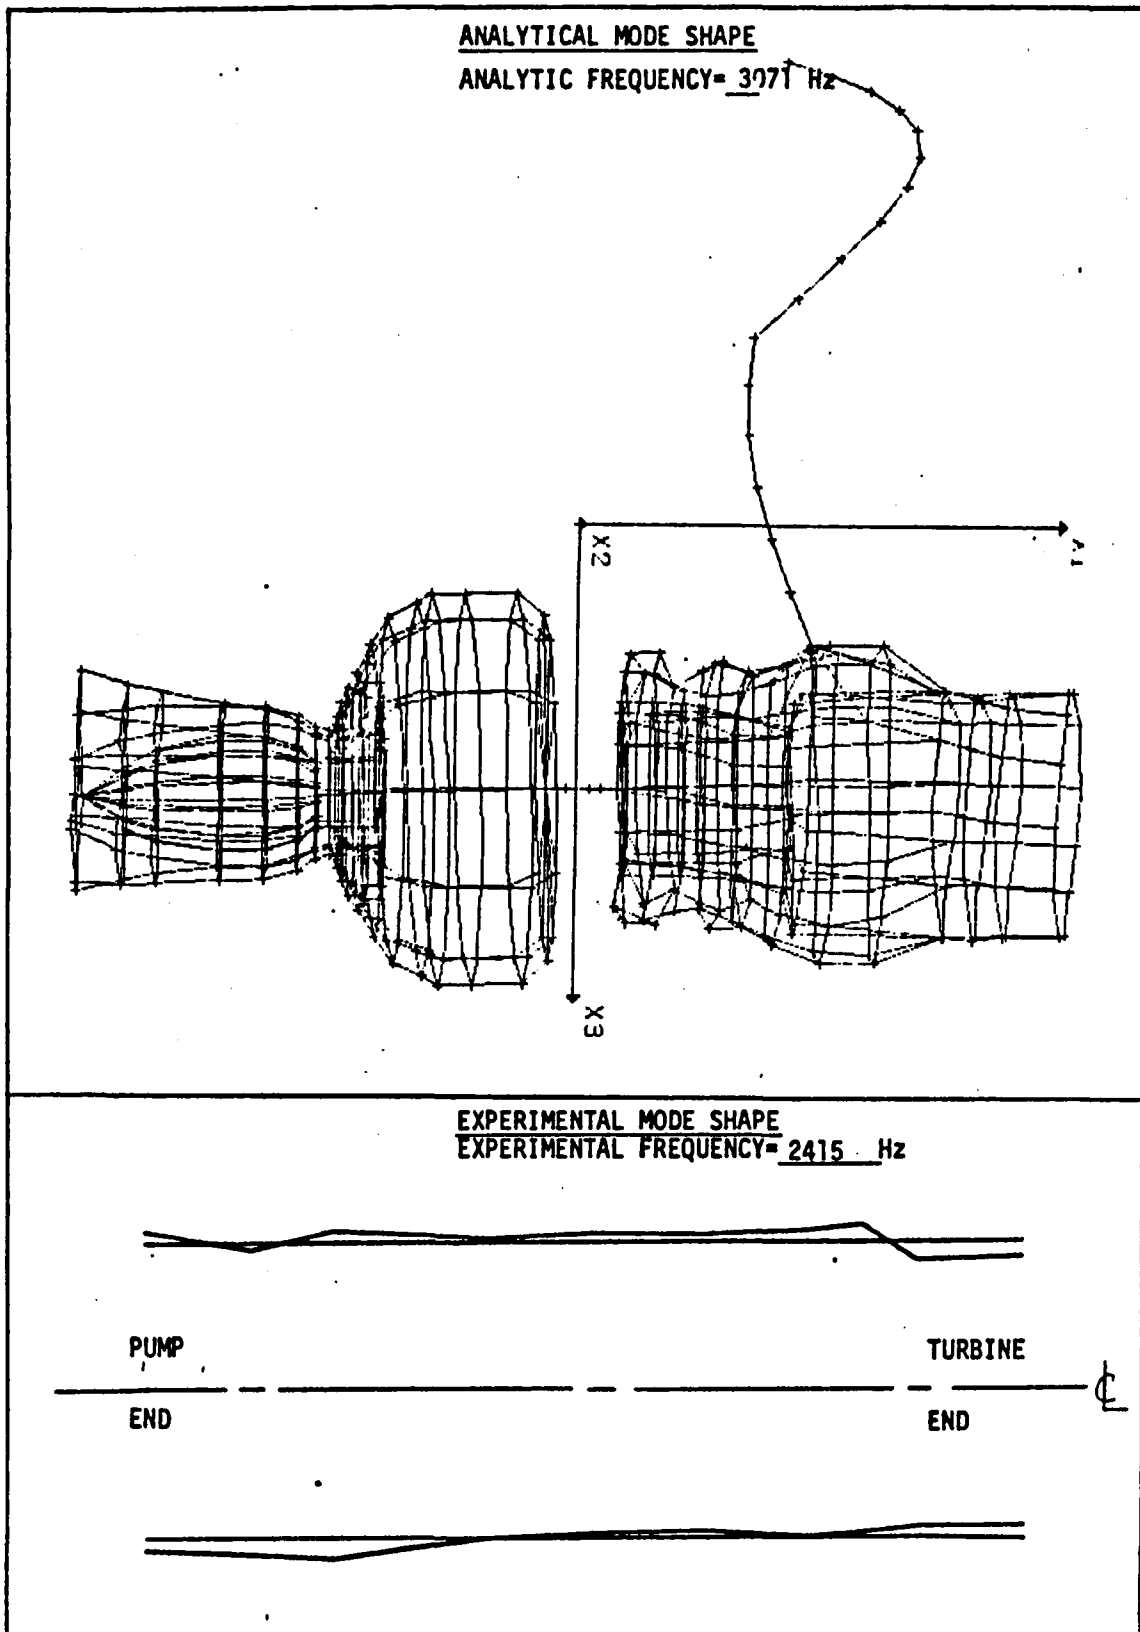 ANALYTICAL MODE SHAPE
ANALYTIC FREQUENCY= 3071 Hz
X2
X3
EXPERIMENTAL MODE SHAPE
EXPERIMENTAL FREQUENCY= 2415 Hz
PUMP
TURBINE
END
END